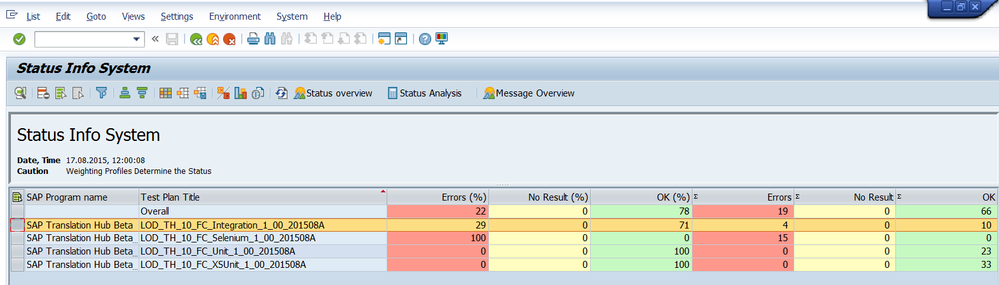 List Edit Goto Views Settings Environment System Help
Status Info System
Status overview Status Analysis Message Overview
Status Info System
Date, Time 17.08.2015, 12:00:08
Caution Weighting Profiles Determine the Status
SAP Program name Test Plan Title Errors (%) No Result (%) OK (%) Σ Errors Σ No Result Σ OK
Overall 22 0 78 19 0 66
SAP Translation Hub Beta LOD_TH_10_FC_Integration_1_00_201508A 29 0 71 4 0 10
SAP Translation Hub Beta... LOD_TH_10_FC_Selenium_1_00_201508A 100 0 0 15 0 0
SAP Translation Hub Beta... LOD_TH_10_FC_Unit_1_00_201508A 0 0 100 0 0 23
SAP Translation Hub Beta... LOD_TH_10_FC_XSUnit_1_00_201508A 0 0 100 0 0 33